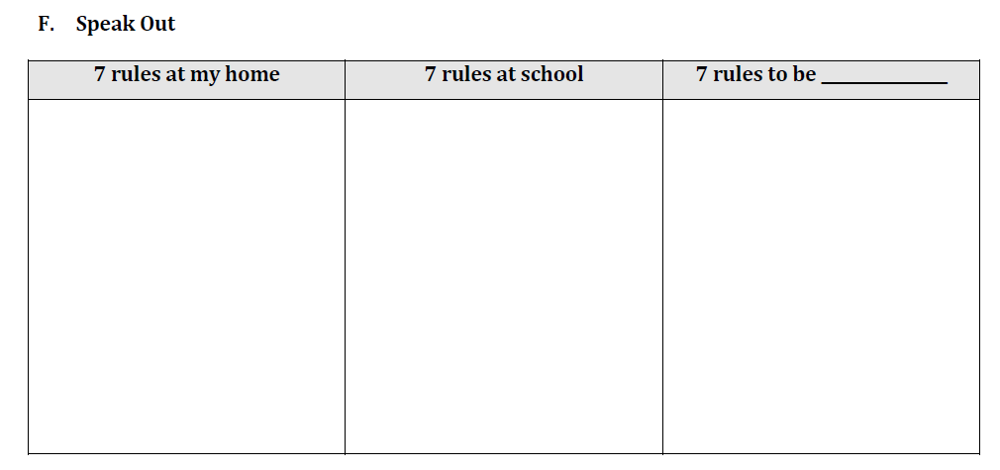 F. Speak Out
7 rules at my home
7 rules at school
7 rules to be ____________